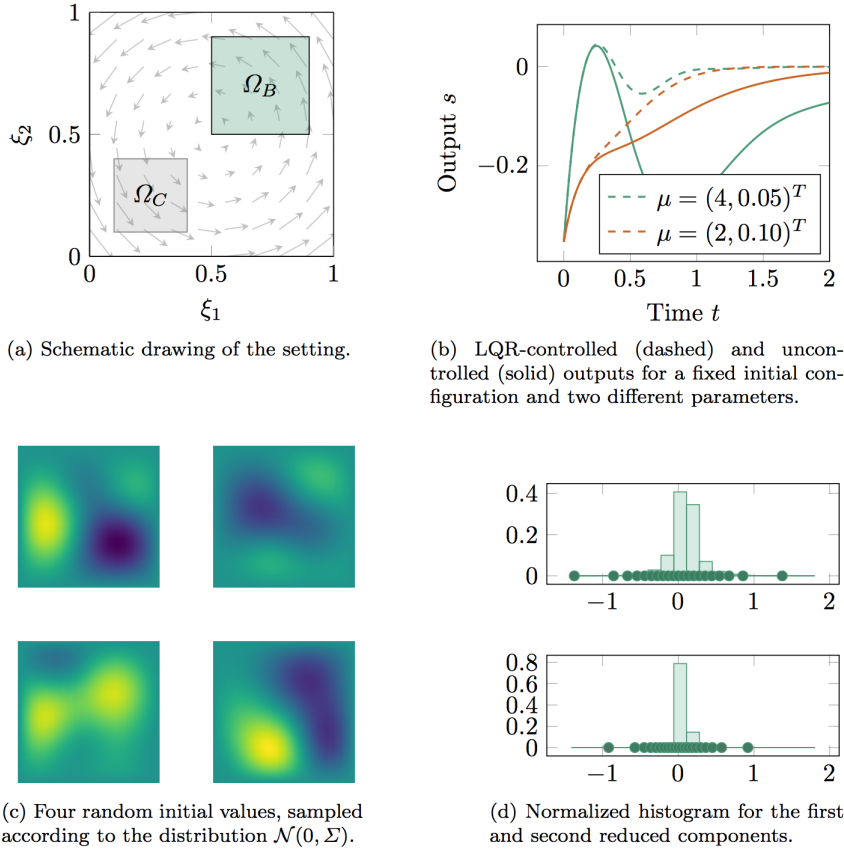 1
0.5
0
ξ2
Ω_B
Ω_C
0
0.5
1
ξ1
(a) Schematic drawing of the setting.
0
−0.2
Output s
μ = (4, 0.05)^T
μ = (2, 0.10)^T
0
0.5
1
1.5
2
Time t
(b) LQR-controlled (dashed) and uncon-
trolled (solid) outputs for a fixed initial con-
figuration and two different parameters.
(c) Four random initial values, sampled
according to the distribution 𝒩(0, Σ).
0.4
0.2
0
−1
0
1
2
0.8
0.6
0.4
0.2
0
−1
0
1
2
(d) Normalized histogram for the first
and second reduced components.